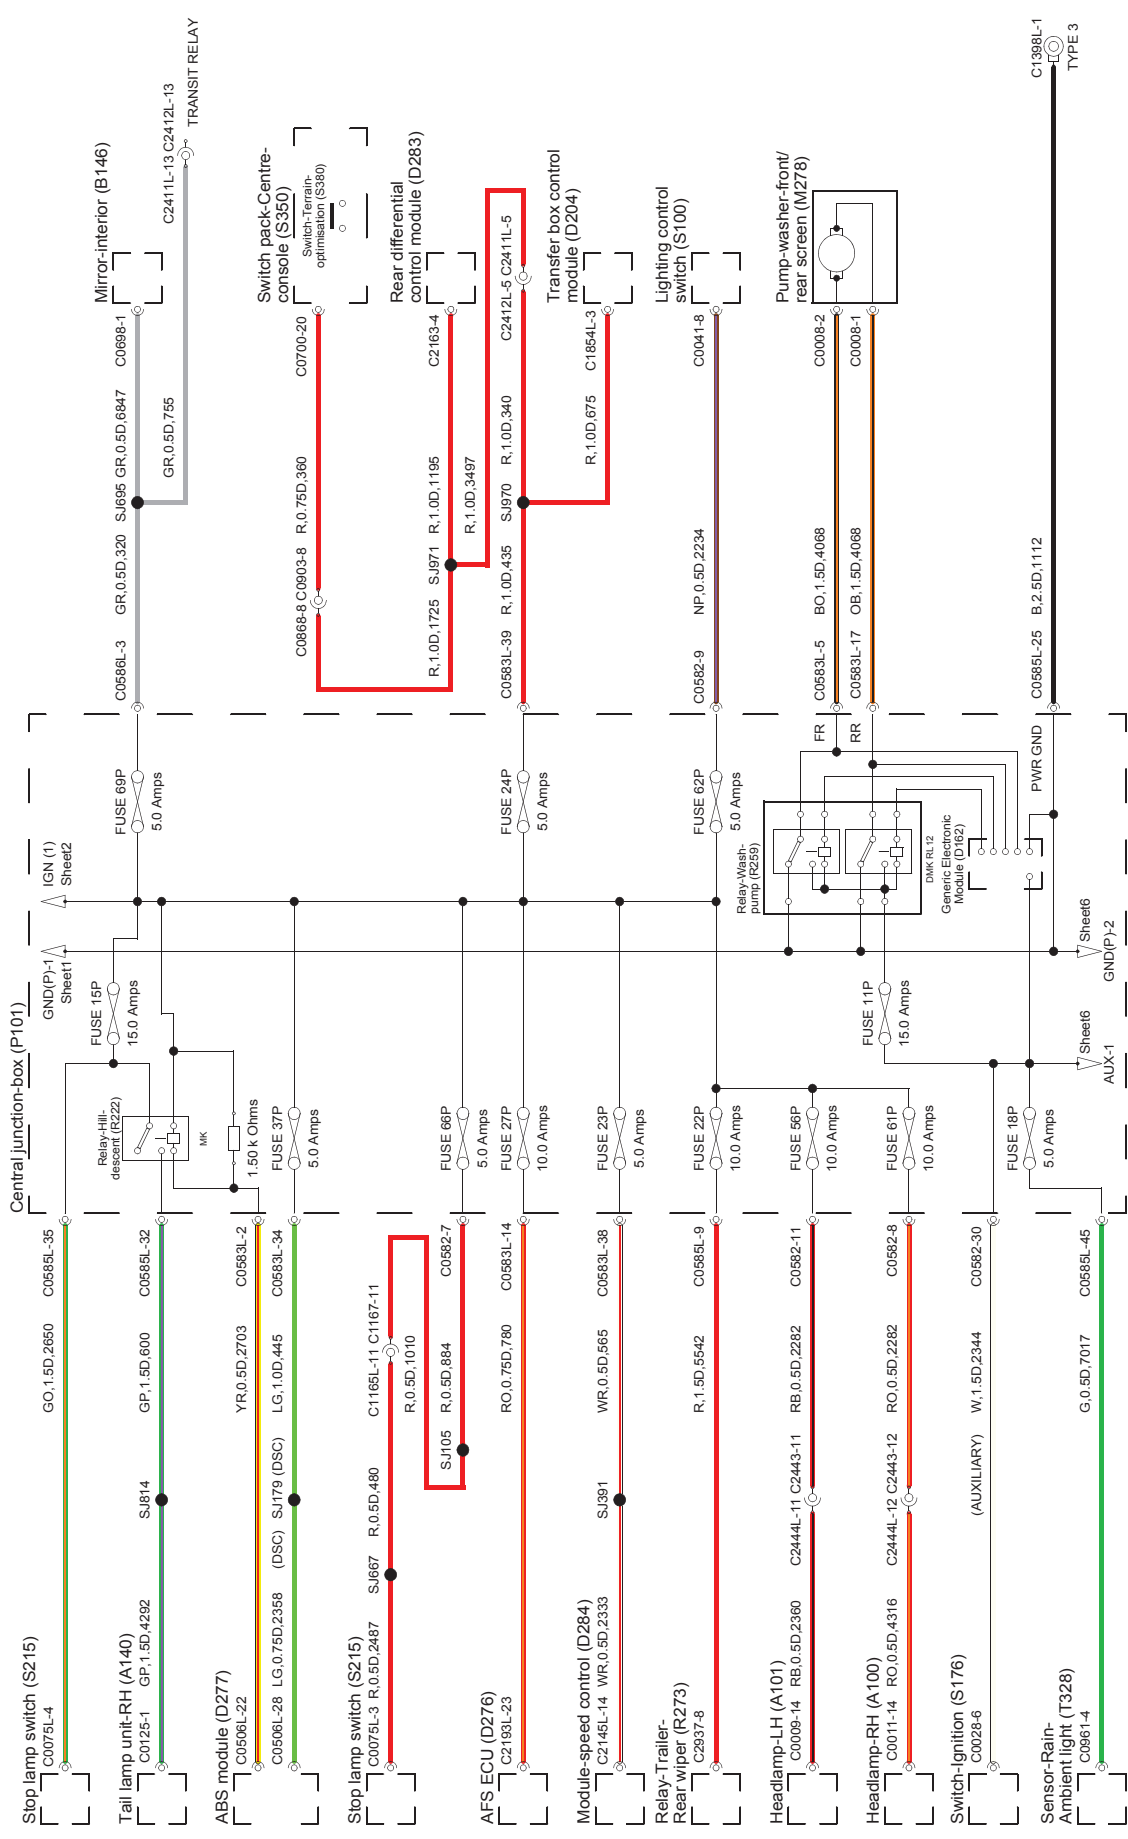 Stop lamp switch (S215)
C0075L-4
GO,1.5D,2650
C0585L-35
Tail lamp unit-RH (A140)
C0125-1
GP,1.5D,4292
SJ814
GP,1.5D,600
C0585L-32
ABS module (D277)
C0506L-22
YR,0.5D,2703
C0583L-2
C0506L-28
LG,0.75D,2358
(DSC)
SJ179 (DSC)
LG,1.0D,445
C0583L-34
Stop lamp switch (S215)
C0075L-3
R,0.5D,2487
SJ667
R,0.5D,480
C1165L-11
C1167-11
R,0.5D,1010
SJ105
R,0.5D,884
C0582-7
AFS ECU (D276)
C2193L-23
RO,0.75D,780
C0583L-14
Module-speed control (D284)
C2145L-14
WR,0.5D,2333
SJ391
WR,0.5D,565
C0583L-38
Relay-Trailer-
Rear wiper (R273)
C2937-8
R,1.5D,5542
C0585L-9
Headlamp-LH (A101)
C0009-14
RB,0.5D,2360
C2444L-11
C2443-11
RB,0.5D,2282
C0582-11
Headlamp-RH (A100)
C0011-14
RO,0.5D,4316
C2444L-12
C2443-12
RO,0.5D,2282
C0582-8
Switch-Ignition (S176)
C0028-6
(AUXILIARY)
W,1.5D,2344
C0582-30
Sensor-Rain-
Ambient light (T328)
C0961-4
G,0.5D,7017
C0585L-45
Central junction-box (P101)
GND(P)-1
Sheet1
IGN (1)
Sheet2
FUSE 15P
15.0 Amps
FUSE 69P
5.0 Amps
Relay-Hill-
descent (R222)
MK
1.50 k Ohms
FUSE 37P
5.0 Amps
FUSE 66P
5.0 Amps
FUSE 27P
10.0 Amps
FUSE 24P
5.0 Amps
FUSE 23P
5.0 Amps
FUSE 22P
10.0 Amps
FUSE 62P
5.0 Amps
FUSE 56P
10.0 Amps
FUSE 61P
10.0 Amps
FUSE 11P
15.0 Amps
FUSE 18P
5.0 Amps
Relay-Wash-
pump (R259)
DMK RL12
Generic Electronic
Module (D162)
FR
RR
PWR GND
Sheet6
AUX-1
Sheet6
GND(P)-2
C0586L-3
GR,0.5D,320
SJ695
GR,0.5D,6847
C0698-1
Mirror-interior (B146)
GR,0.5D,755
C2411L-13
C2412L-13
TRANSIT RELAY
C0868-8
C0903-8
R,0.75D,360
C0700-20
Switch pack-Centre-
console (S350)
Switch-Terrain-
optimisation (S380)
R,1.0D,1725
SJ971
R,1.0D,1195
C2163-4
Rear differential
control module (D283)
R,1.0D,3497
C0583L-39
R,1.0D,435
SJ970
R,1.0D,340
C2412L-5
C2411L-5
R,1.0D,675
C1854L-3
Transfer box control
module (D204)
C0582-9
NP,0.5D,2234
C0041-8
Lighting control
switch (S100)
C0583L-5
BO,1.5D,4068
C0008-2
C0583L-17
OB,1.5D,4068
C0008-1
Pump-washer-front/
rear screen (M278)
C0585L-25
B,2.5D,1112
C1398L-1
TYPE 3